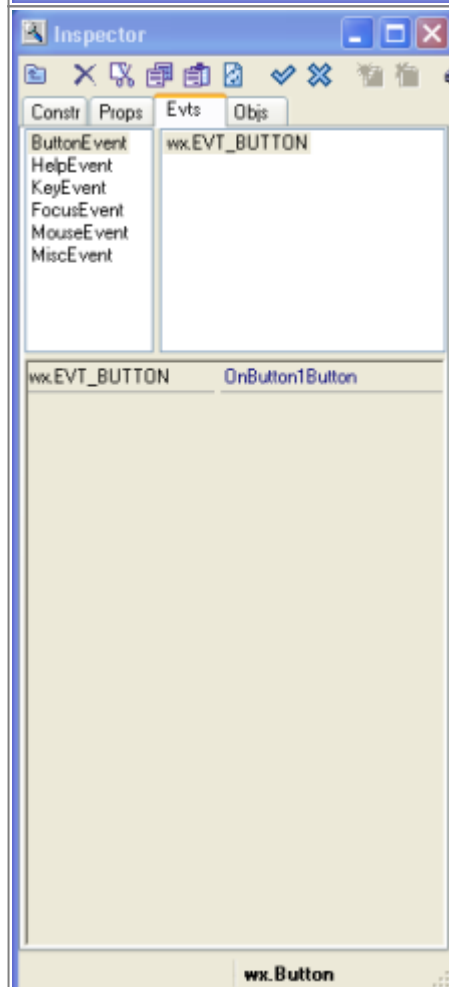 Inspector
Constr Props Evts Objs
ButtonEvent wx.EVT_BUTTON
HelpEvent
KeyEvent
FocusEvent
MouseEvent
MiscEvent
wx.EVT_BUTTON OnButton1Button
wx.Button